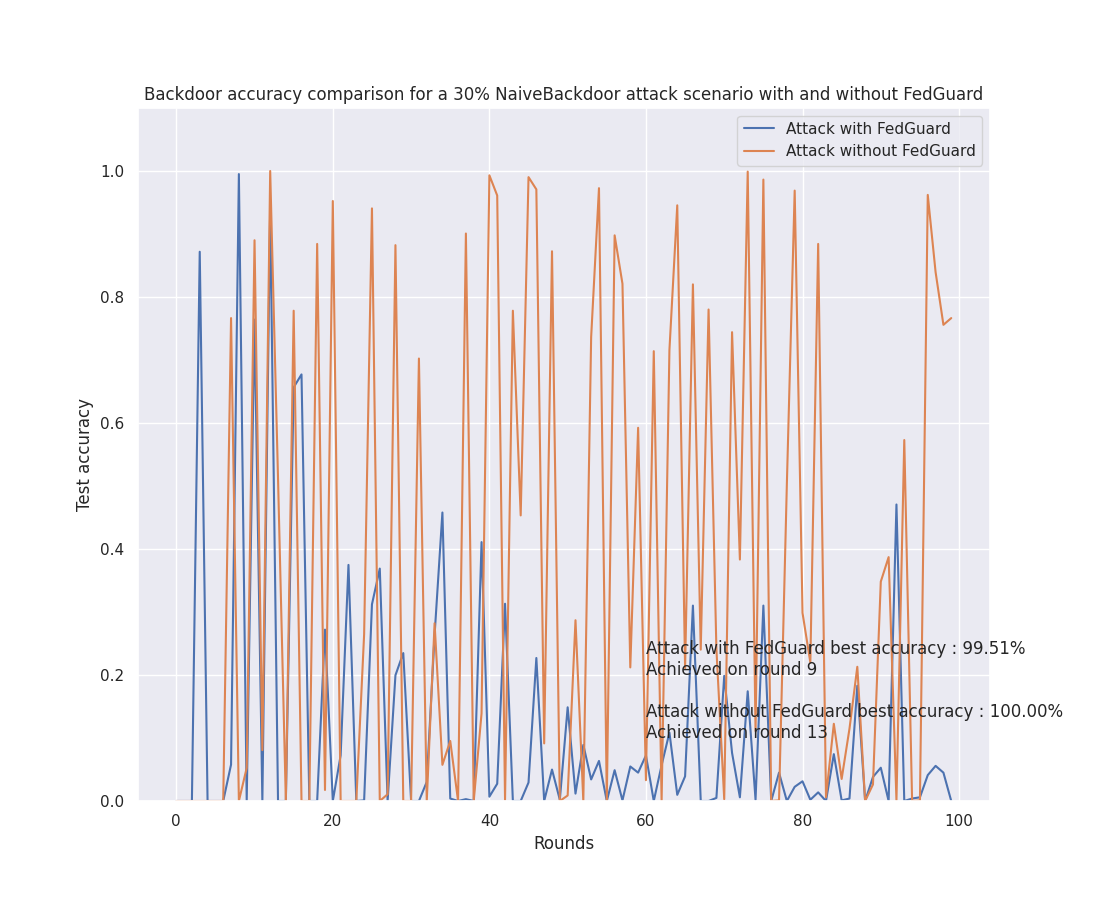 Backdoor accuracy comparison for a 30% NaiveBackdoor attack scenario with and without FedGuard
Attack with FedGuard
Attack without FedGuard
1.0
0.8
0.6
0.4
0.2
0.0
Test accuracy
Attack with FedGuard best accuracy : 99.51%
Achieved on round 9
Attack without FedGuard best accuracy : 100.00%
Achieved on round 13
0 20 40 60 80 100
Rounds